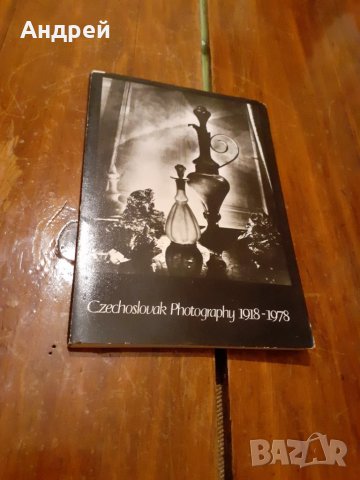 Андрей
Czechoslovak Photography 1918-1978
BAZAR